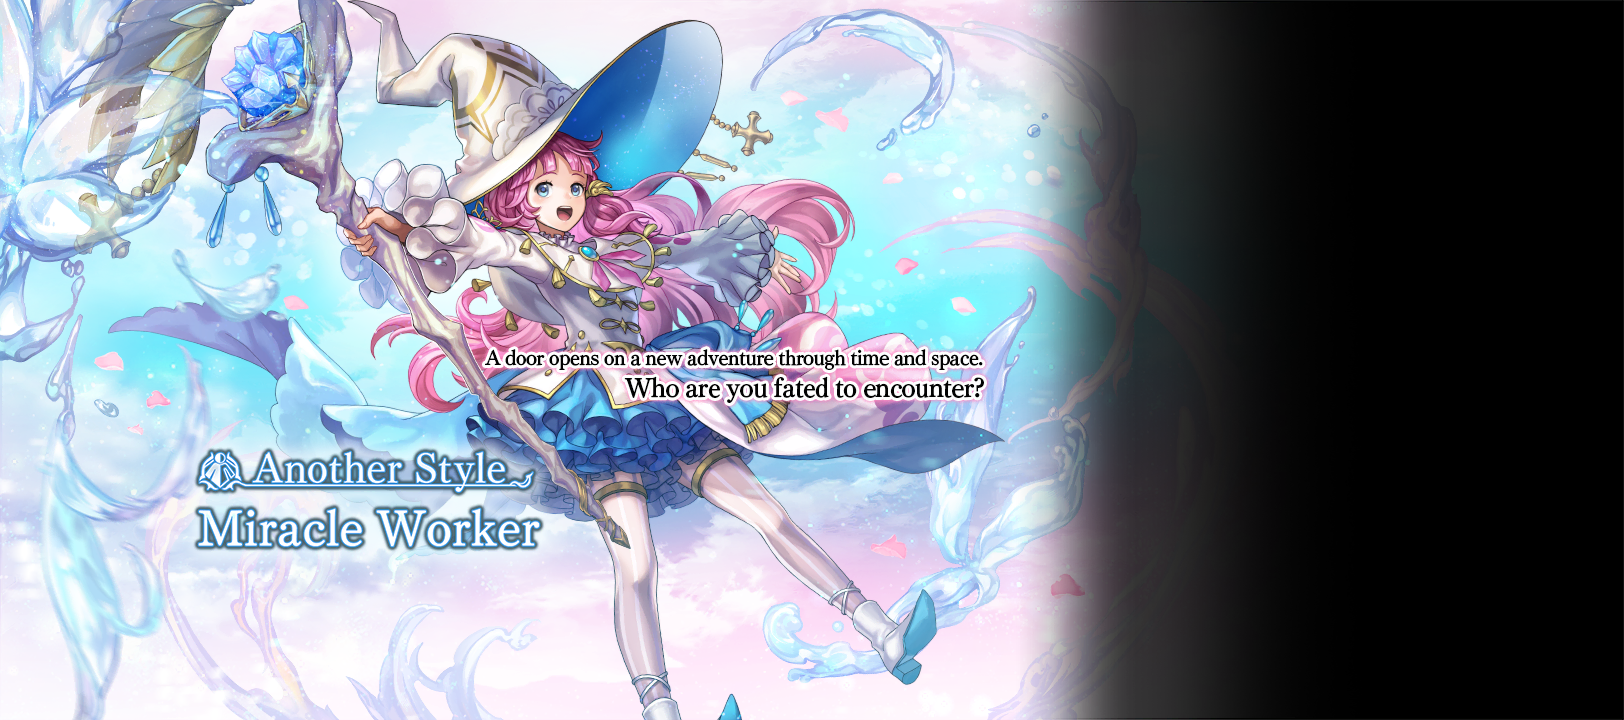 A door opens on a new adventure through time and space.
Who are you fated to encounter?
Another Style
Miracle Worker